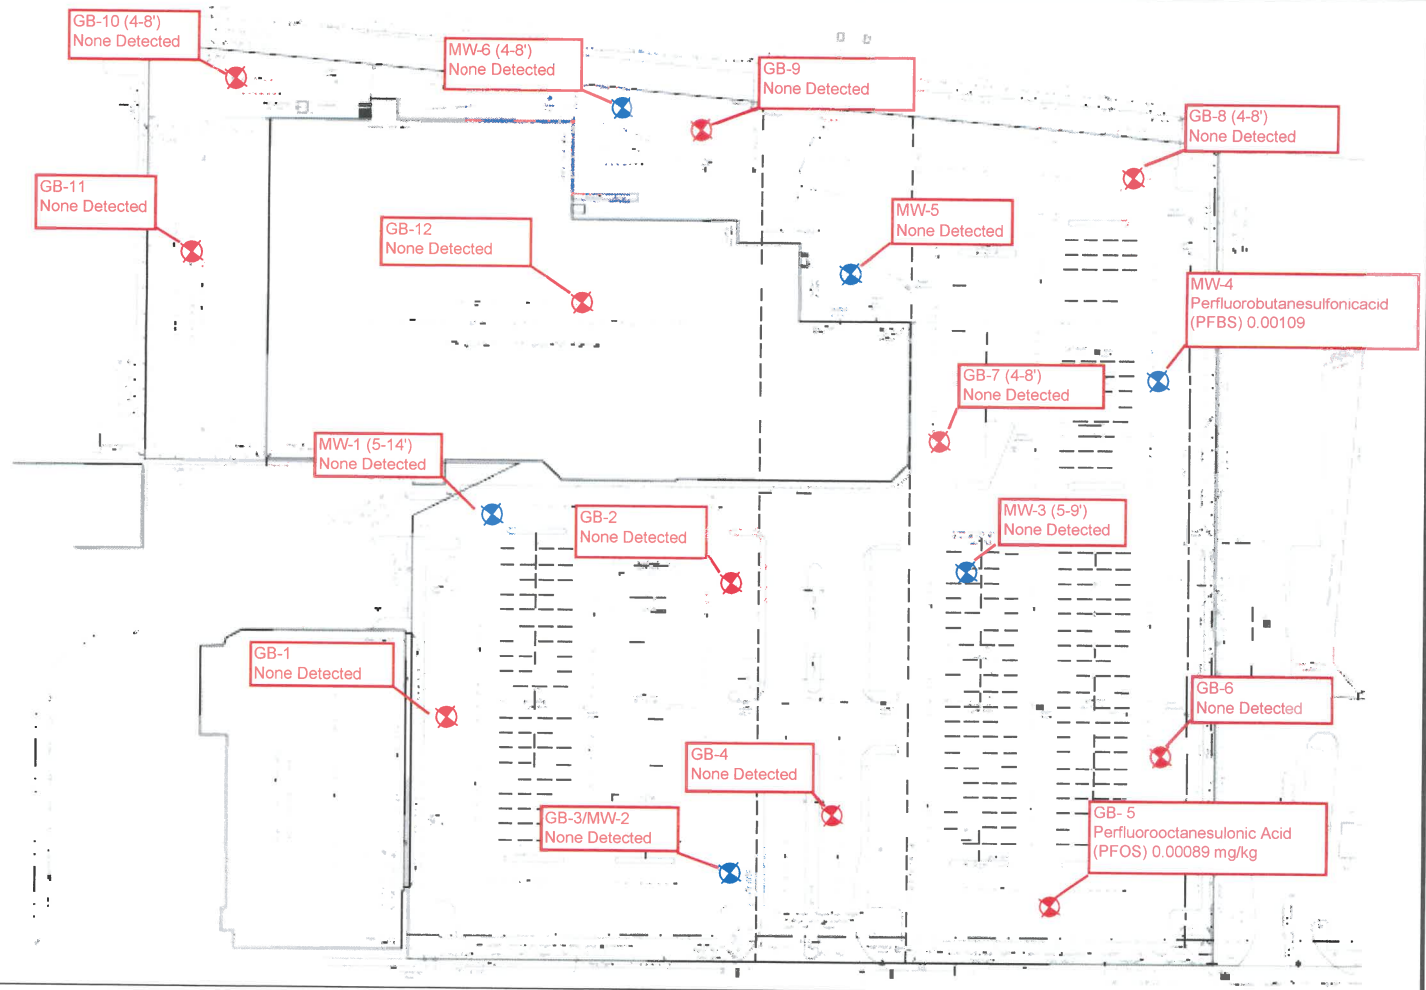 GB-10 (4-8')
None Detected
MW-6 (4-8')
None Detected
GB-9
None Detected
GB-8 (4-8')
None Detected
GB-11
None Detected
GB-12
None Detected
MW-5
None Detected
MW-4
Perfluorobutanesulfonicacid
(PFBS) 0.00109
GB-7 (4-8')
None Detected
MW-1 (5-14')
None Detected
GB-2
None Detected
MW-3 (5-9')
None Detected
GB-1
None Detected
GB-6
None Detected
GB-4
None Detected
GB-3/MW-2
None Detected
GB- 5
Perfluorooctanesulonic Acid
(PFOS) 0.00089 mg/kg